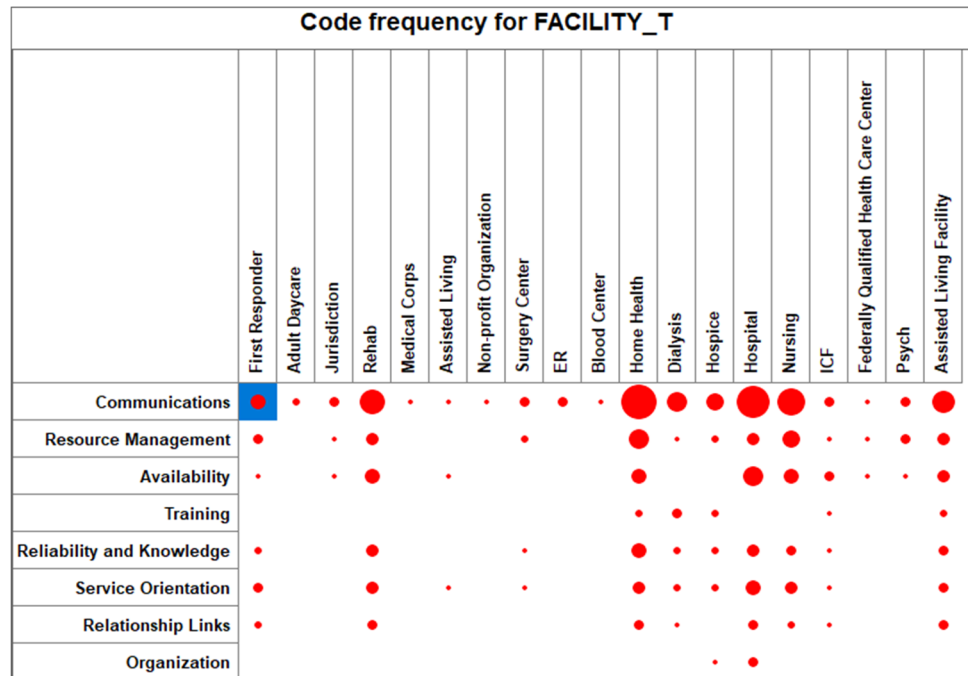 Code frequency for FACILITY_T
First Responder
Adult Daycare
Jurisdiction
Rehab
Medical Corps
Assisted Living
Non-profit Organization
Surgery Center
ER
Blood Center
Home Health
Dialysis
Hospice
Hospital
Nursing
ICF
Federally Qualified Health Care Center
Psych
Assisted Living Facility
Communications
Resource Management
Availability
Training
Reliability and Knowledge
Service Orientation
Relationship Links
Organization